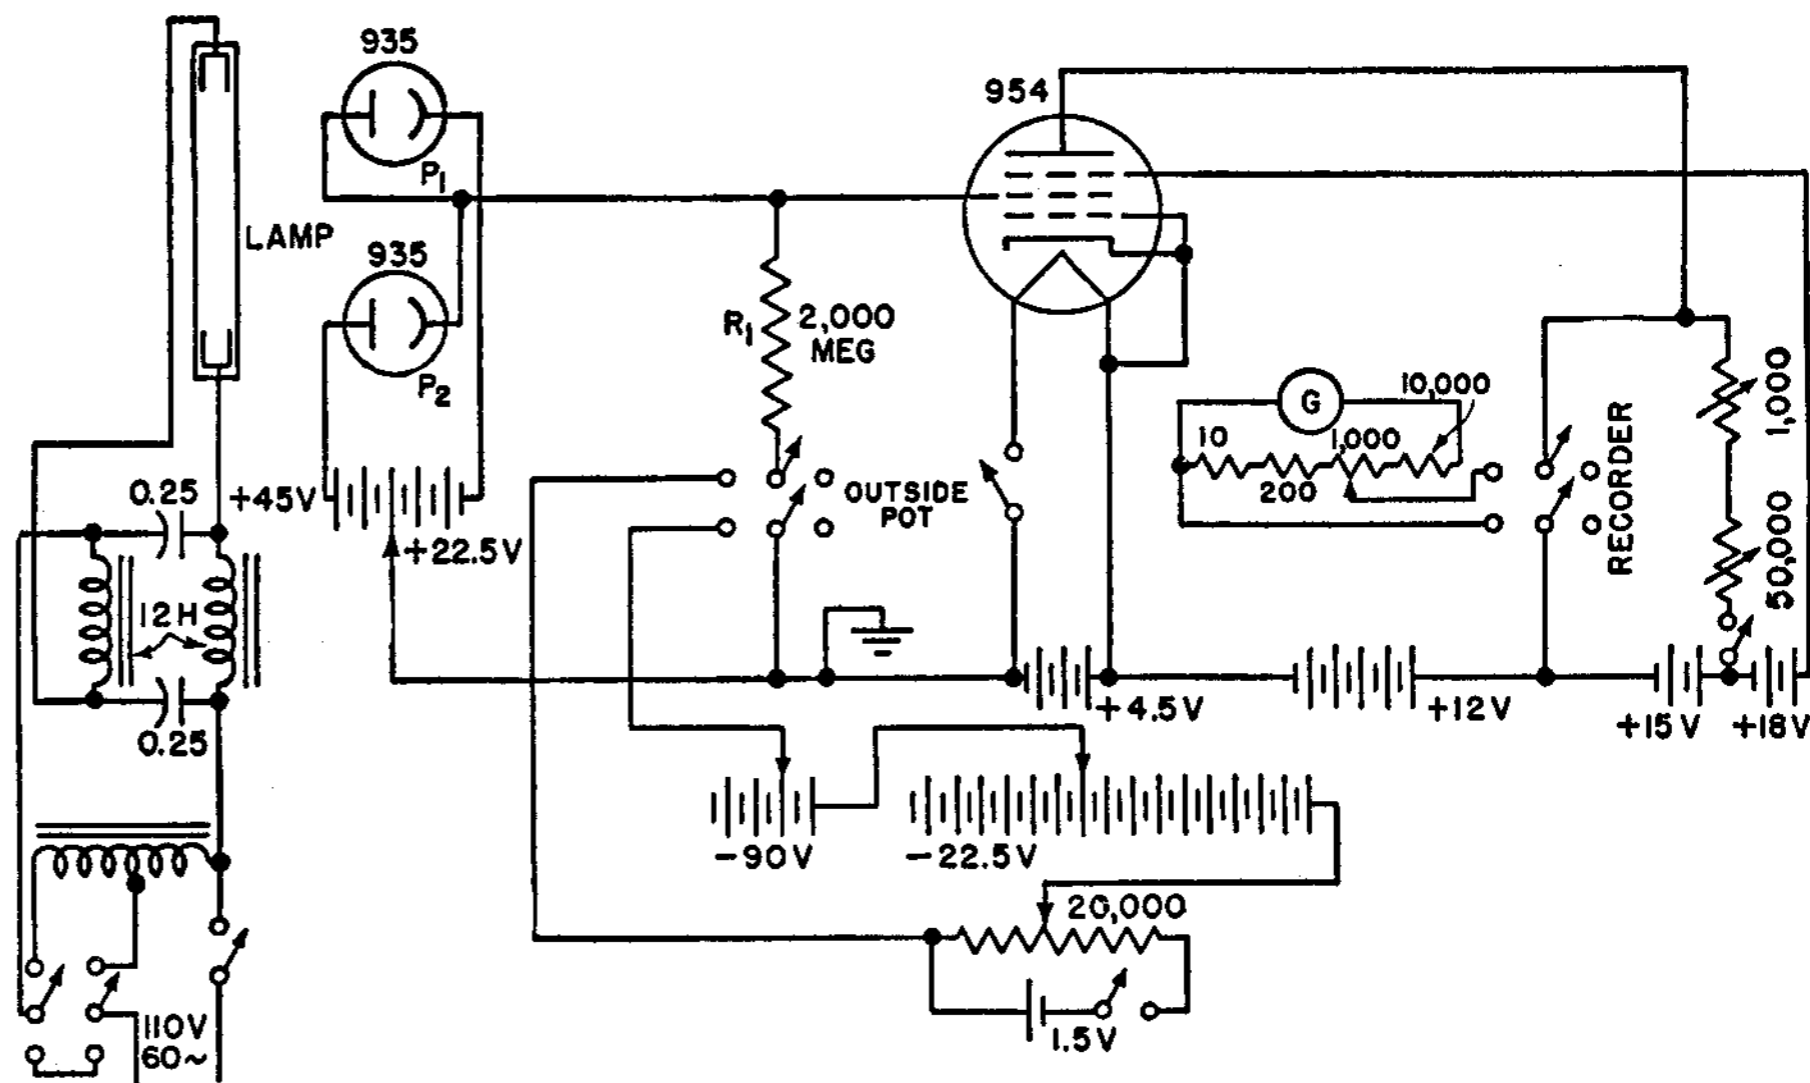 935
954
P₁
LAMP
935
R₁
2,000
MEG
P₂
10,000
G
10
1,000
200
1,000
RECORDER
0.25
+45V
OUTSIDE
POT
+22.5V
50,000
12H
+4.5V
+12V
+15V
+18V
0.25
-90V
-22.5V
20,000
110V
60~
1.5V